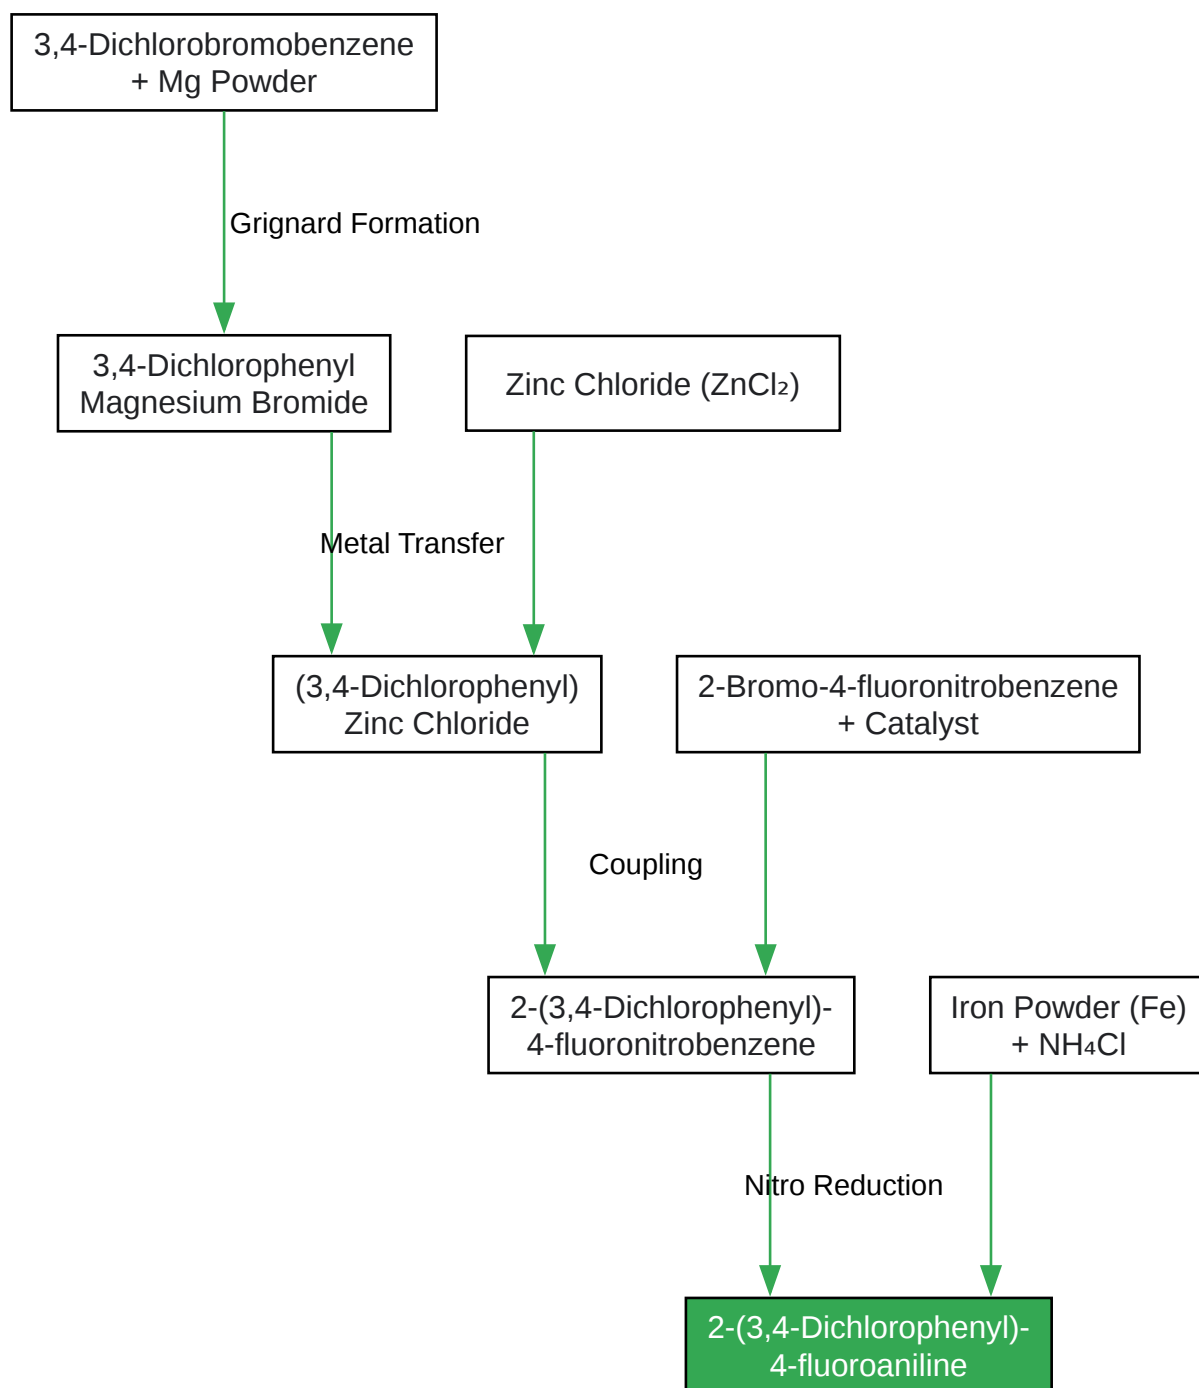 3,4-Dichlorobromobenzene
+ Mg Powder
Grignard Formation
3,4-Dichlorophenyl
Magnesium Bromide
Zinc Chloride (ZnCl₂)
Metal Transfer
(3,4-Dichlorophenyl)
Zinc Chloride
2-Bromo-4-fluoronitrobenzene
+ Catalyst
Coupling
2-(3,4-Dichlorophenyl)-
4-fluoronitrobenzene
Iron Powder (Fe)
+ NH₄Cl
Nitro Reduction
2-(3,4-Dichlorophenyl)-
4-fluoroaniline